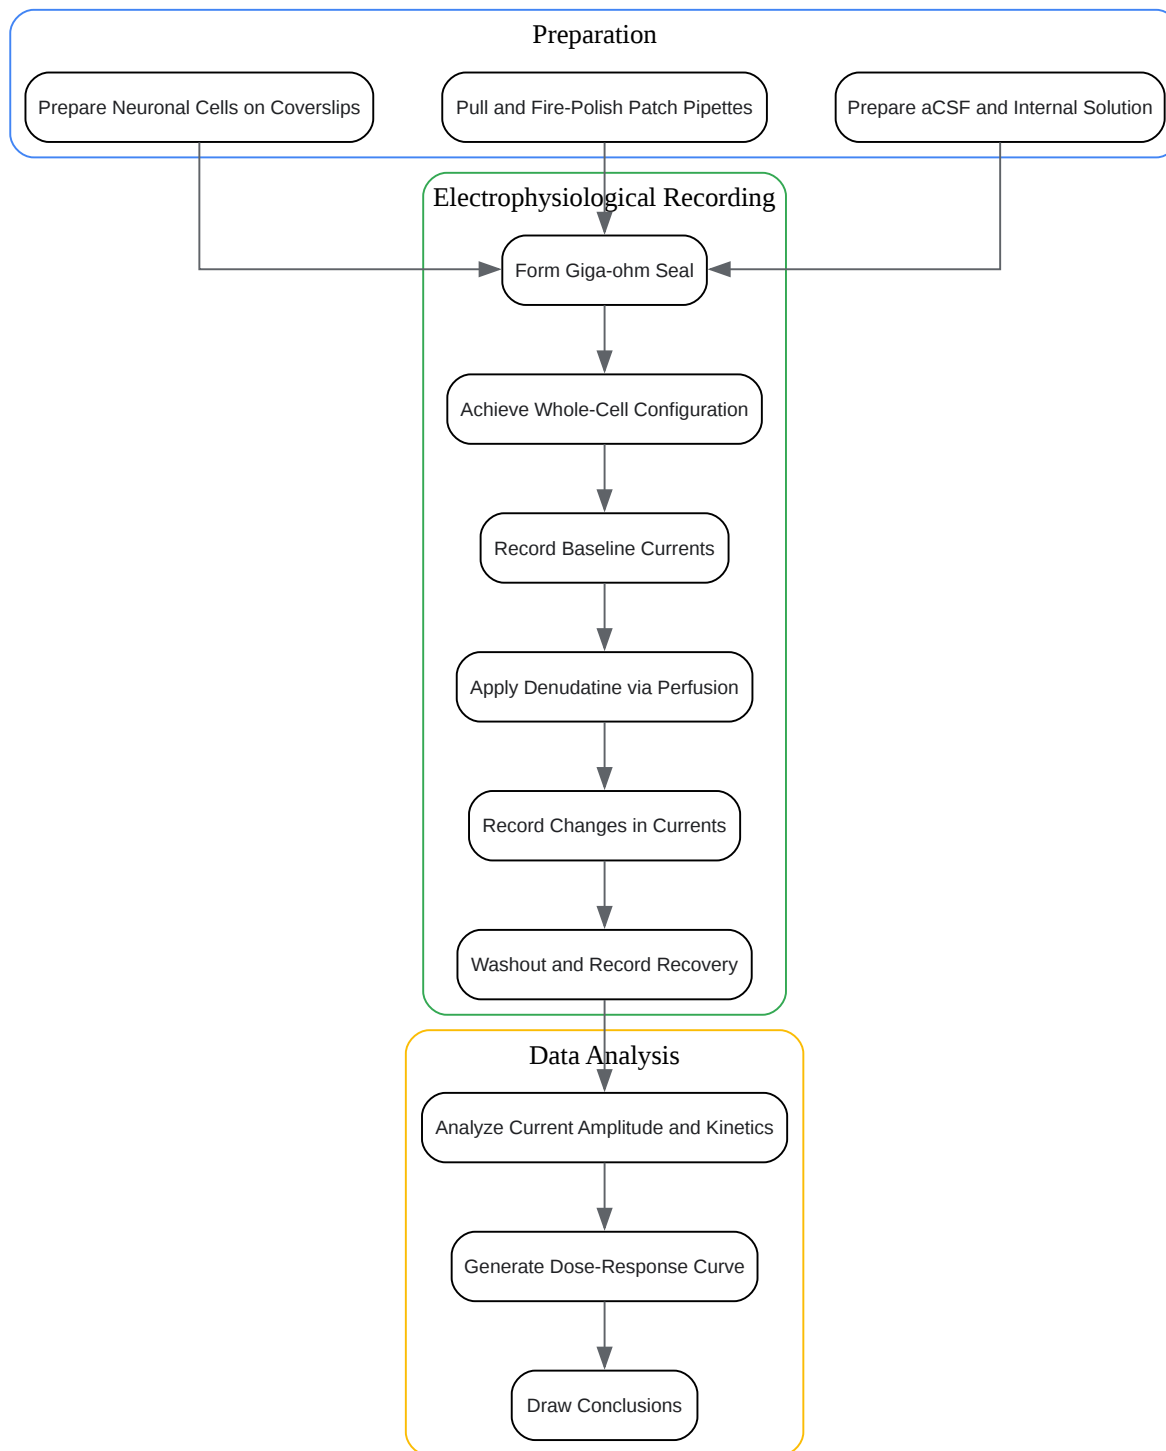 Preparation
Prepare Neuronal Cells on Coverslips
Pull and Fire-Polish Patch Pipettes
Prepare aCSF and Internal Solution
Electrophysiological Recording
Form Giga-ohm Seal
Achieve Whole-Cell Configuration
Record Baseline Currents
Apply Denudatine via Perfusion
Record Changes in Currents
Washout and Record Recovery
Data Analysis
Analyze Current Amplitude and Kinetics
Generate Dose-Response Curve
Draw Conclusions